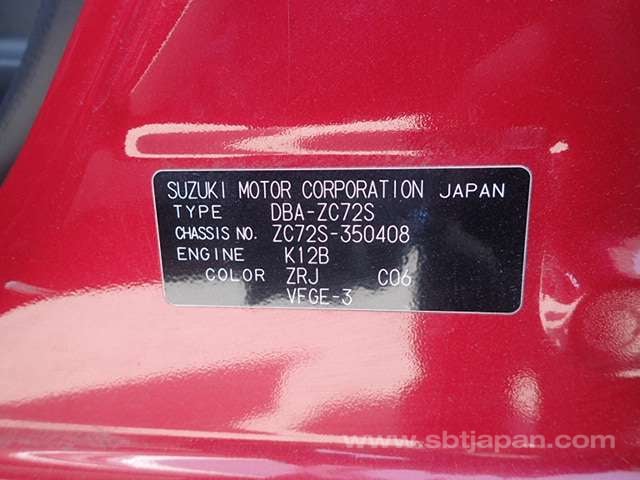 SUZUKI MOTOR CORPORATION JAPAN
TYPE DBA-ZC72S
CHASSIS NO. ZC72S-350408
ENGINE K12B
COLOR ZRJ C06
VFGE-3
www.sbtjapan.com